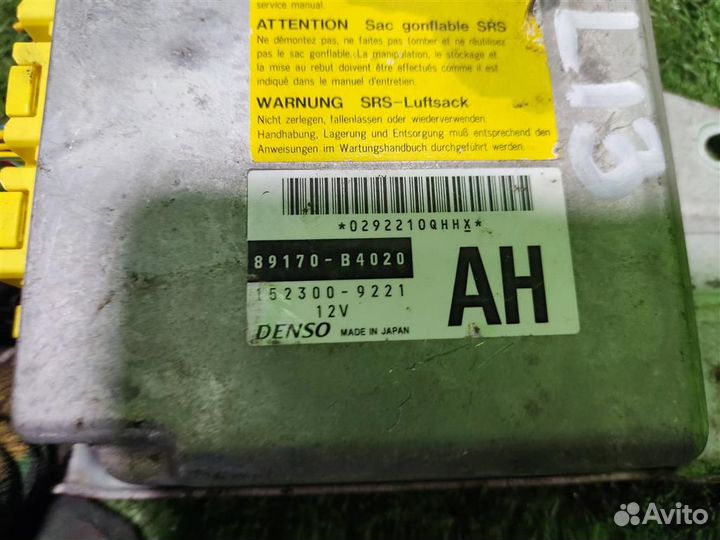 service manual.
ATTENTION Sac gonflable SRS
Ne démontez pas, ne faites pas tomber et ne réutilisez
pas le sac gonflable. La manipulation, le stockage et
la mise au rebut doivent être effectués comme il est
indiqué dans le manuel d'entretien.
WARNUNG SRS-Luftsack
Nicht zerlegen, fallenlassen oder wiederverwenden.
Handhabung, Lagerung und Entsorgung muß entsprechend den
Anweisungen im Wartungshandbuch durchgeführt werden.
*0292210QHHX*
89170-B4020
152300-9221
12V
AH
DENSO MADE IN JAPAN
L113
Avito